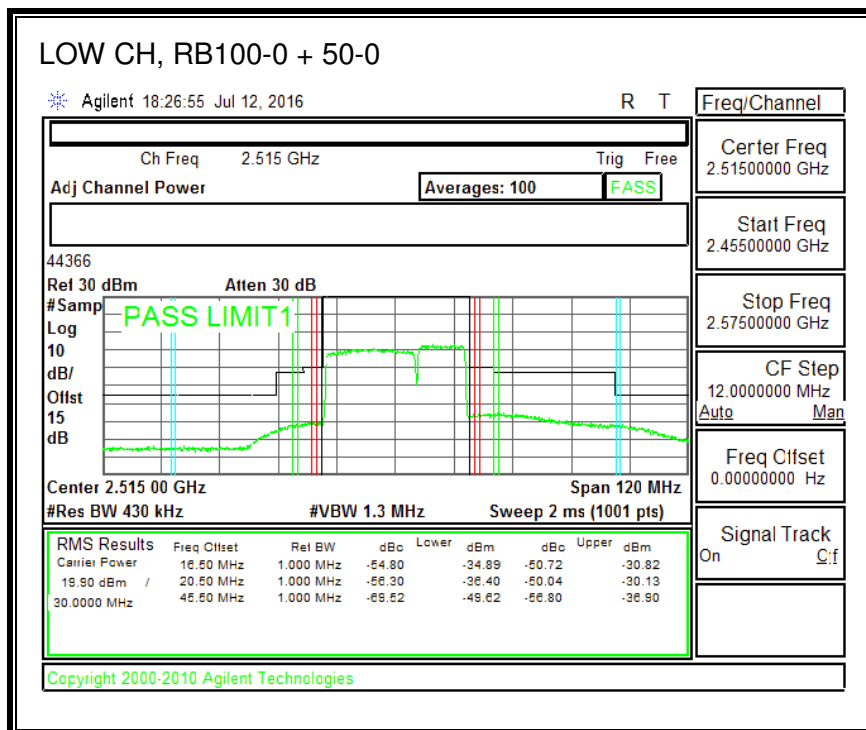 LOW CH, RB100-0 + 50-0
Agilent 18:26:55 Jul 12, 2016 R T
Freq/Channel
Ch Freq 2.515 GHz Trig Free
Adj Channel Power Averages: 100 PASS
Center Freq
2.51500000 GHz
Start Freq
2.45500000 GHz
Stop Freq
2.57500000 GHz
CF Step
12.0000000 MHz
Auto Man
Freq Offset
0.00000000 Hz
Signal Track
On Off
44366
Ref 30 dBm Atten 30 dB
#Samp
Log
10
dB/
Offst
15
dB
PASS LIMIT1
Center 2.515 00 GHz Span 120 MHz
#Res BW 430 kHz #VBW 1.3 MHz Sweep 2 ms (1001 pts)
RMS Results Freq Offset Ref BW dBc Lower dBm dBc Upper dBm
Carrier Power 16.50 MHz 1.000 MHz -54.80 -34.89 -50.72 -30.82
19.90 dBm / 20.50 MHz 1.000 MHz -56.30 -36.40 -50.04 -30.13
30.0000 MHz 45.50 MHz 1.000 MHz -69.52 -49.62 -56.80 -36.90
Copyright 2000-2010 Agilent Technologies